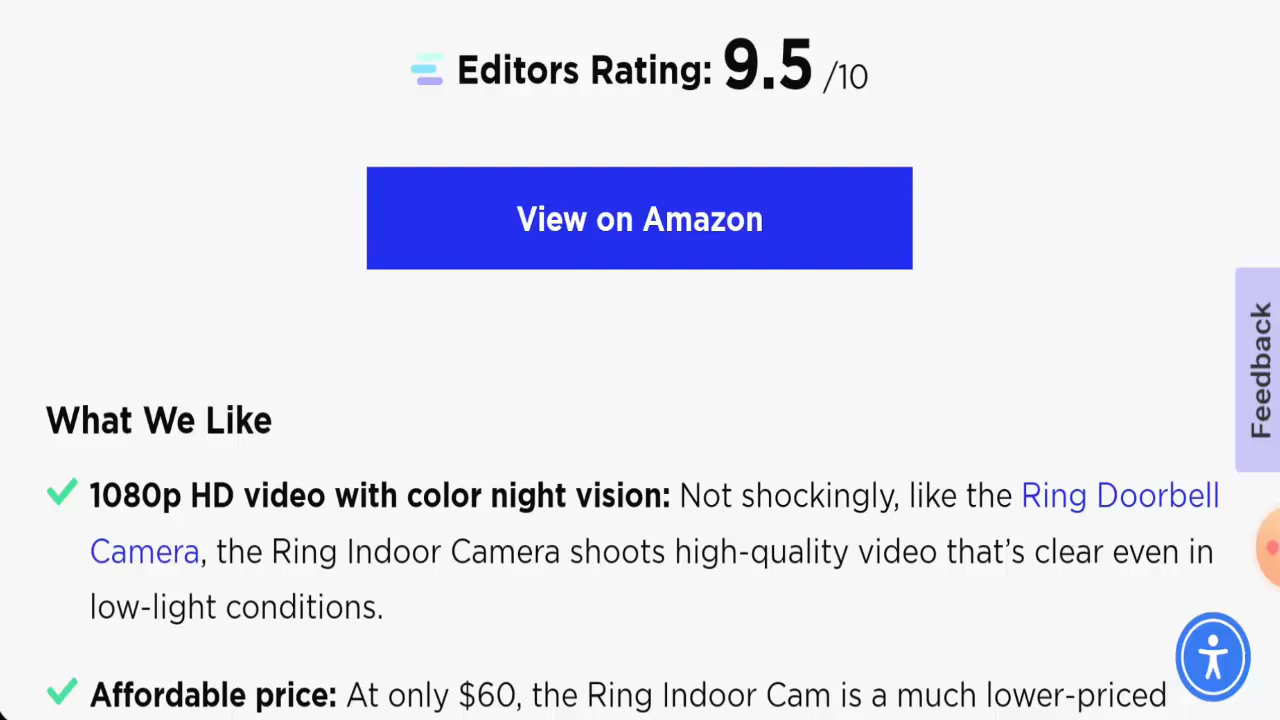 Editors Rating: 9.5 /10
View on Amazon
Feedback
What We Like
1080p HD video with color night vision: Not shockingly, like the Ring Doorbell
Camera, the Ring Indoor Camera shoots high-quality video that’s clear even in
low-light conditions.
Affordable price: At only $60, the Ring Indoor Cam is a much lower-priced